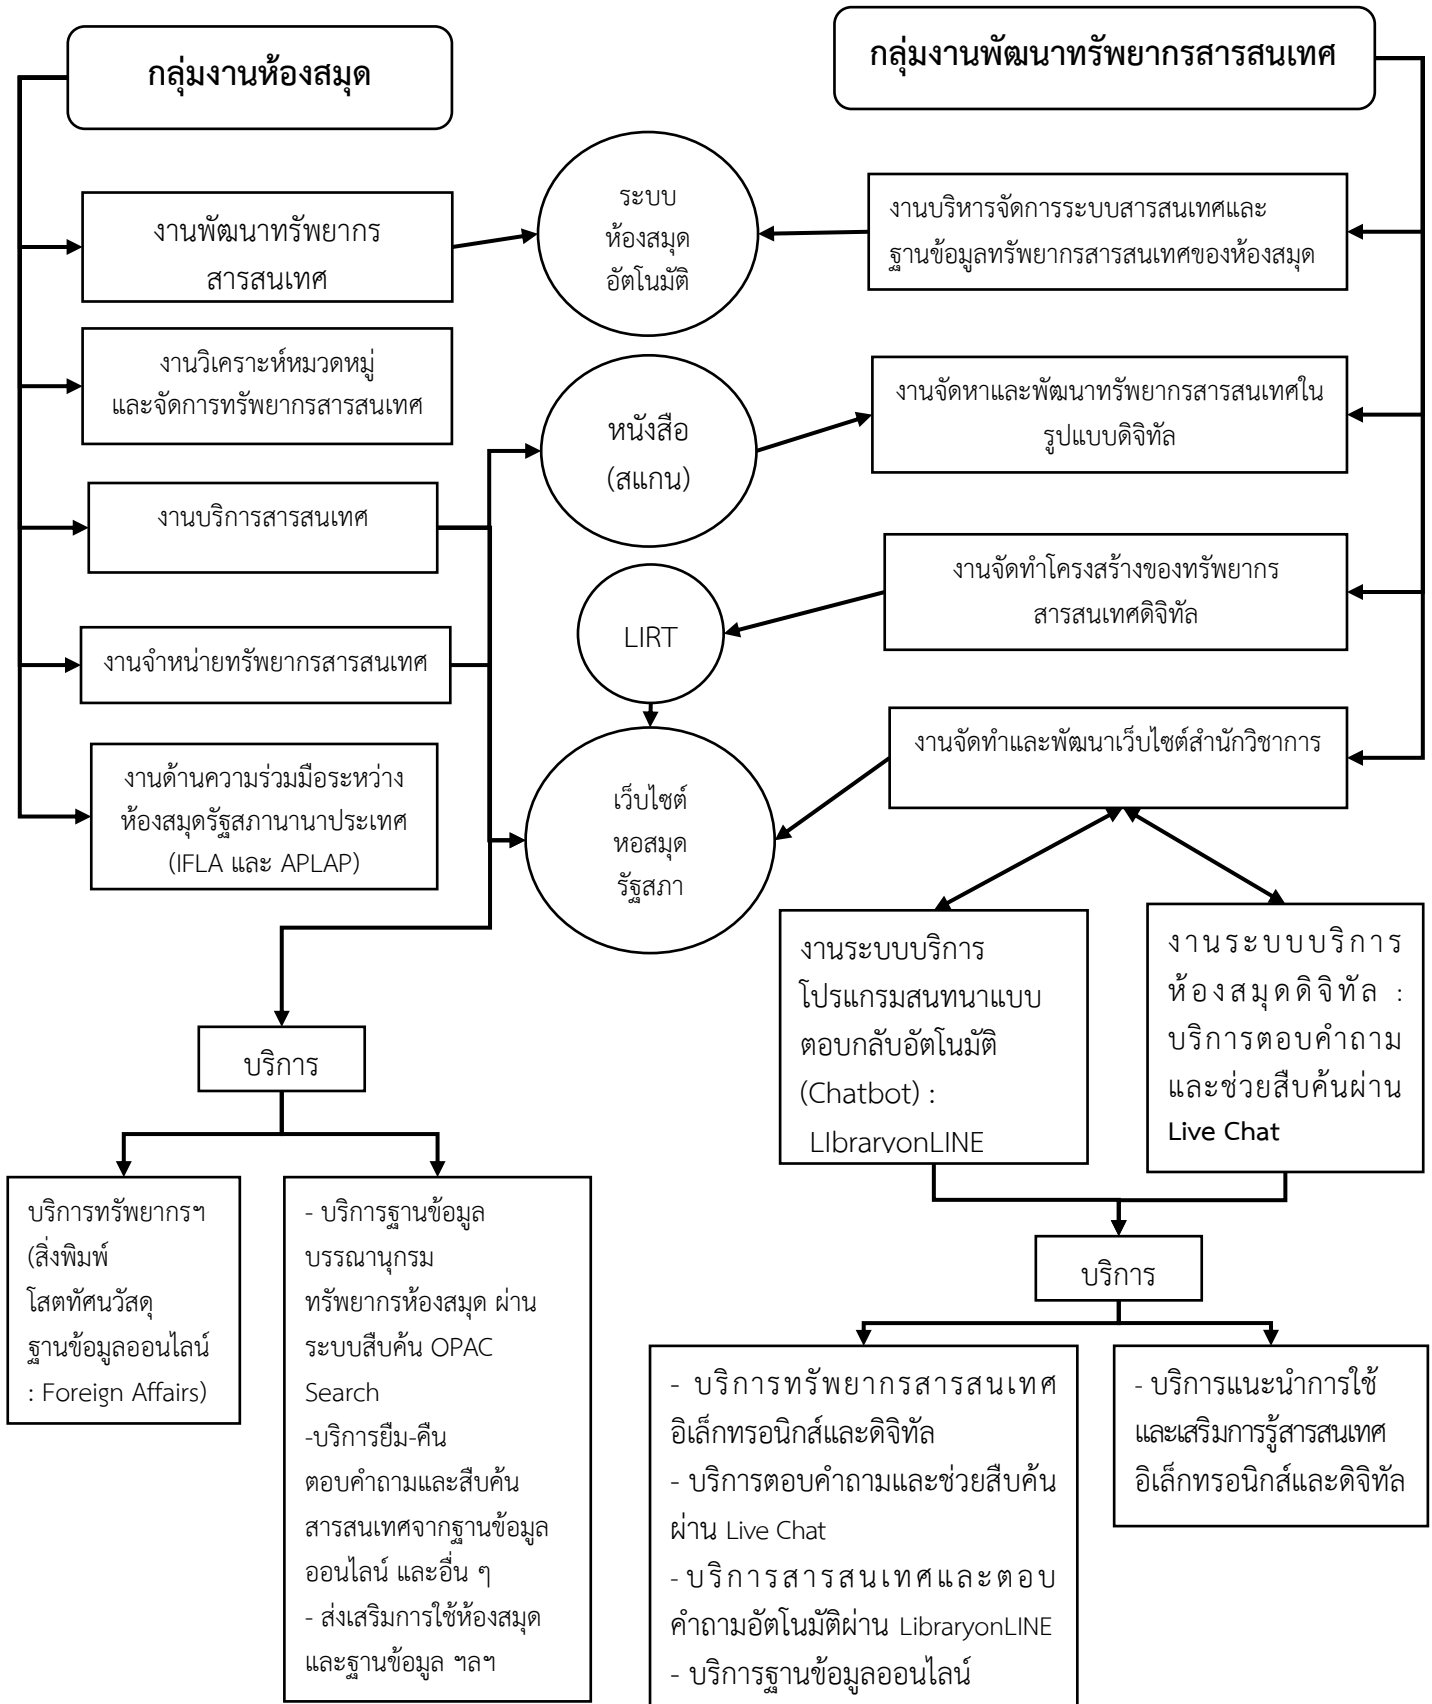 กลุ่มงานห้องสมุด
กลุ่มงานพัฒนาทรัพยากรสารสนเทศ
งานพัฒนาทรัพยากร
สารสนเทศ
ระบบ
ห้องสมุด
อัตโนมัติ
งานบริหารจัดการระบบสารสนเทศและ
ฐานข้อมูลทรัพยากรสารสนเทศของห้องสมุด
งานวิเคราะห์หมวดหมู่
และจัดการทรัพยากรสารสนเทศ
หนังสือ
(สแกน)
งานจัดหาและพัฒนาทรัพยากรสารสนเทศใน
รูปแบบดิจิทัล
งานบริการสารสนเทศ
งานจัดทำโครงสร้างของทรัพยากร
สารสนเทศดิจิทัล
LIRT
งานจำหน่ายทรัพยากรสารสนเทศ
งานจัดทำและพัฒนาเว็บไซต์สำนักวิชาการ
งานด้านความร่วมมือระหว่าง
ห้องสมุดรัฐสภานานาประเทศ
(IFLA และ APLAP)
เว็บไซต์
หอสมุด
รัฐสภา
งานระบบบริการ
โปรแกรมสนทนาแบบ
ตอบกลับอัตโนมัติ
(Chatbot) :
LIbraryonLINE
งานระบบบริการ
ห้องสมุดดิจิทัล :
บริการตอบคำถาม
และช่วยสืบค้นผ่าน
Live Chat
บริการ
บริการทรัพยากรฯ
(สิ่งพิมพ์
โสตทัศนวัสดุ
ฐานข้อมูลออนไลน์
: Foreign Affairs)
- บริการฐานข้อมูล
บรรณานุกรม
ทรัพยากรห้องสมุด ผ่าน
ระบบสืบค้น OPAC
Search
-บริการยืม-คืน
ตอบคำถามและสืบค้น
สารสนเทศจากฐานข้อมูล
ออนไลน์ และอื่น ๆ
- ส่งเสริมการใช้ห้องสมุด
และฐานข้อมูล ฯลฯ
บริการ
- บริการทรัพยากรสารสนเทศ
อิเล็กทรอนิกส์และดิจิทัล
- บริการตอบคำถามและช่วยสืบค้น
ผ่าน Live Chat
- บริการสารสนเทศและตอบ
คำถามอัตโนมัติผ่าน LibraryonLINE
- บริการฐานข้อมูลออนไลน์
- บริการแนะนำการใช้
และเสริมการรู้สารสนเทศ
อิเล็กทรอนิกส์และดิจิทัล